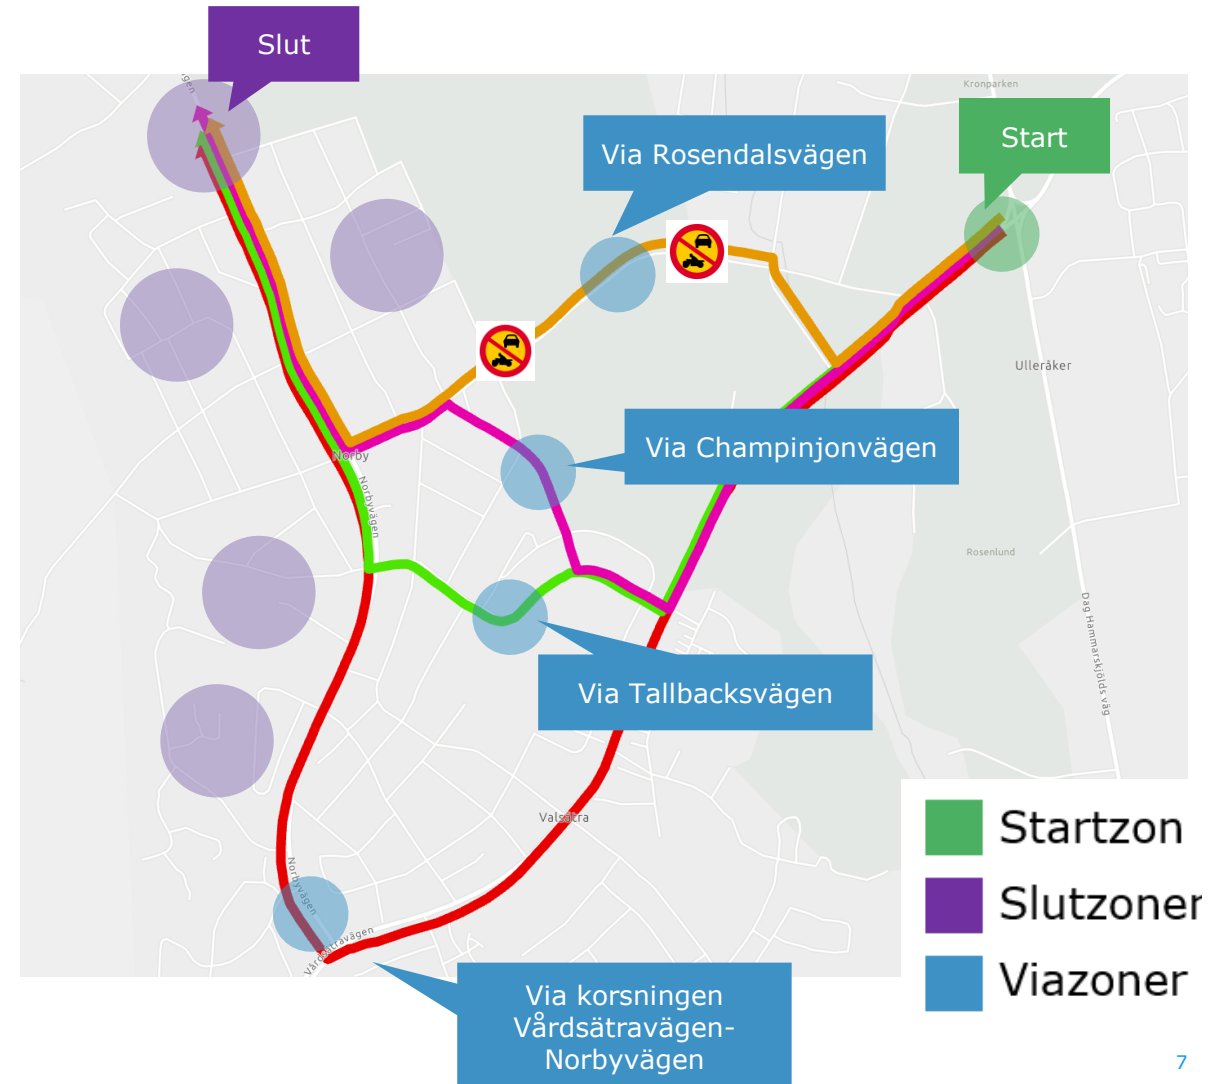 Slut
Kronparken
Start
Via Rosendalsvägen
Ulleråker
Via Champinjonvägen
Norby
Norbyvägen
Rosenlund
Dag Hammarskjölds väg
Via Tallbacksvägen
Valsätra
Norbyvägen
Vårdsätravägen
Via korsningen
Vårdsätravägen-
Norbyvägen
Startzon
Slutzoner
Viazoner
7